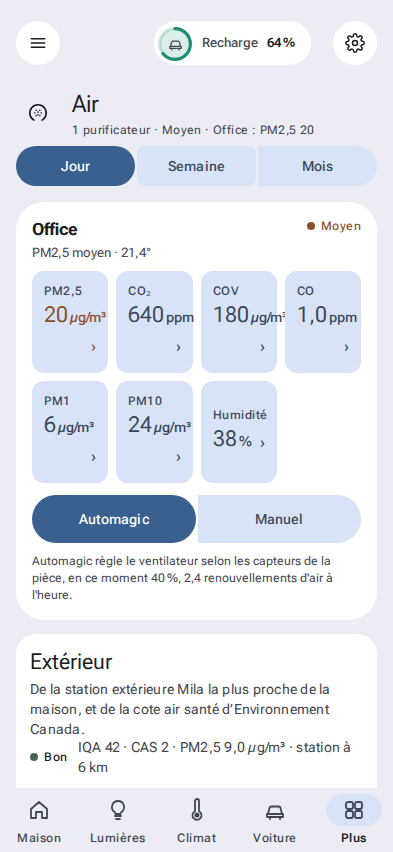 Recharge 64 %
Air
1 purificateur · Moyen · Office : PM2,5 20
Jour Semaine Mois
Office Moyen
PM2,5 moyen · 21,4°
PM2,5 CO₂ COV CO
20 µg/m³ 640 ppm 180 µg/m³ 1,0 ppm
› › › ›
PM1 PM10 Humidité
6 µg/m³ 24 µg/m³ 38 % ›
› ›
Automagic Manuel
Automagic règle le ventilateur selon les capteurs de la
pièce, en ce moment 40 %, 2,4 renouvellements d'air à
l'heure.
Extérieur
De la station extérieure Mila la plus proche de la
maison, et de la cote air santé d'Environnement
Canada.
Bon IQA 42 · CAS 2 · PM2,5 9,0 µg/m³ · station à
6 km
Maison Lumières Climat Voiture Plus